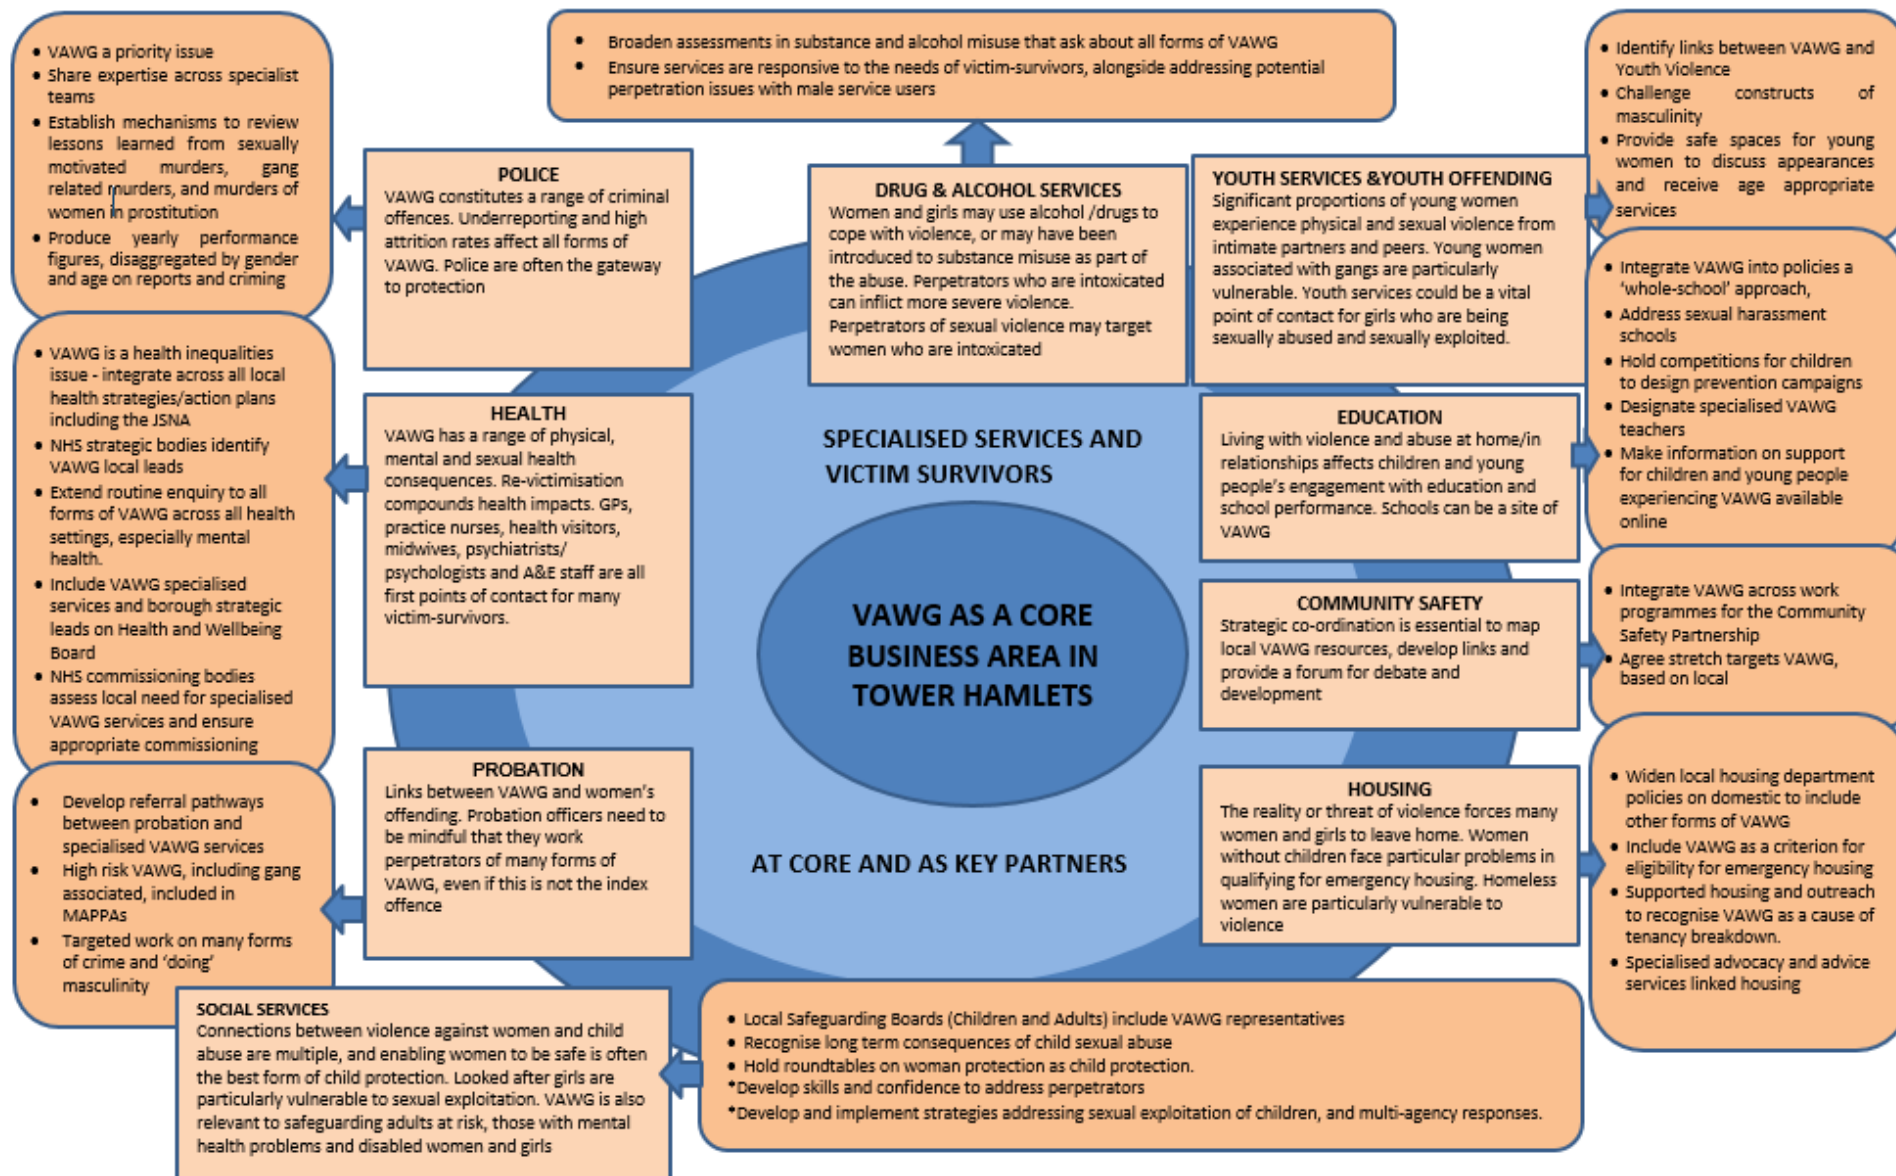 • VAWG a priority issue
• Share expertise across specialist
teams
• Establish mechanisms to review
lessons learned from sexually
motivated murders, gang
related murders, and murders of
women in prostitution
• Produce yearly performance
figures, disaggregated by gender
and age on reports and criming
• Broaden assessments in substance and alcohol misuse that ask about all forms of VAWG
• Ensure services are responsive to the needs of victim-survivors, alongside addressing potential
perpetration issues with male service users
• Identify links between VAWG and
Youth Violence
• Challenge constructs of
masculinity
• Provide safe spaces for young
women to discuss appearances
and receive age appropriate
services
POLICE
VAWG constitutes a range of criminal
offences. Underreporting and high
attrition rates affect all forms of
VAWG. Police are often the gateway
to protection
DRUG & ALCOHOL SERVICES
Women and girls may use alcohol /drugs to
cope with violence, or may have been
introduced to substance misuse as part of
the abuse. Perpetrators who are intoxicated
can inflict more severe violence.
Perpetrators of sexual violence may target
women who are intoxicated
YOUTH SERVICES &YOUTH OFFENDING
Significant proportions of young women
experience physical and sexual violence from
intimate partners and peers. Young women
associated with gangs are particularly
vulnerable. Youth services could be a vital
point of contact for girls who are being
sexually abused and sexually exploited.
• Integrate VAWG into policies a
‘whole-school’ approach,
• Address sexual harassment
schools
• Hold competitions for children
to design prevention campaigns
• Designate specialised VAWG
teachers
• Make information on support
for children and young people
experiencing VAWG available
online
• VAWG is a health inequalities
issue - integrate across all local
health strategies/action plans
including the JSNA
• NHS strategic bodies identify
VAWG local leads
• Extend routine enquiry to all
forms of VAWG across all health
settings, especially mental
health.
• Include VAWG specialised
services and borough strategic
leads on Health and Wellbeing
Board
• NHS commissioning bodies
assess local need for specialised
VAWG services and ensure
appropriate commissioning
HEALTH
VAWG has a range of physical,
mental and sexual health
consequences. Re-victimisation
compounds health impacts. GPs,
practice nurses, health visitors,
midwives, psychiatrists/
psychologists and A&E staff are all
first points of contact for many
victim-survivors.
SPECIALISED SERVICES AND
VICTIM SURVIVORS
VAWG AS A CORE
BUSINESS AREA IN
TOWER HAMLETS
AT CORE AND AS KEY PARTNERS
EDUCATION
Living with violence and abuse at home/in
relationships affects children and young
people’s engagement with education and
school performance. Schools can be a site of
VAWG
COMMUNITY SAFETY
Strategic co-ordination is essential to map
local VAWG resources, develop links and
provide a forum for debate and
development
• Integrate VAWG across work
programmes for the Community
Safety Partnership
• Agree stretch targets VAWG,
based on local
PROBATION
Links between VAWG and women’s
offending. Probation officers need to
be mindful that they work
perpetrators of many forms of
VAWG, even if this is not the index
offence
• Develop referral pathways
between probation and
specialised VAWG services
• High risk VAWG, including gang
associated, included in
MAPPAs
• Targeted work on many forms
of crime and ‘doing’
masculinity
HOUSING
The reality or threat of violence forces many
women and girls to leave home. Women
without children face particular problems in
qualifying for emergency housing. Homeless
women are particularly vulnerable to
violence
• Widen local housing department
policies on domestic to include
other forms of VAWG
• Include VAWG as a criterion for
eligibility for emergency housing
• Supported housing and outreach
to recognise VAWG as a cause of
tenancy breakdown.
• Specialised advocacy and advice
services linked housing
SOCIAL SERVICES
Connections between violence against women and child
abuse are multiple, and enabling women to be safe is often
the best form of child protection. Looked after girls are
particularly vulnerable to sexual exploitation. VAWG is also
relevant to safeguarding adults at risk, those with mental
health problems and disabled women and girls
• Local Safeguarding Boards (Children and Adults) include VAWG representatives
• Recognise long term consequences of child sexual abuse
• Hold roundtables on woman protection as child protection.
*Develop skills and confidence to address perpetrators
*Develop and implement strategies addressing sexual exploitation of children, and multi-agency responses.